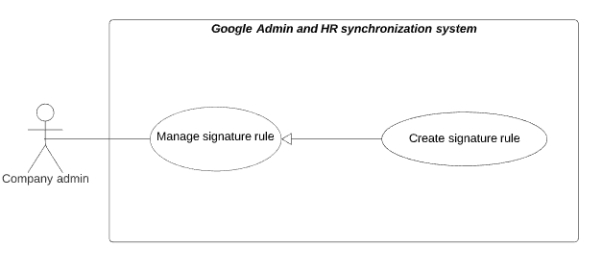 Google Admin and HR synchronization system
Manage signature rule
Create signature rule
Company admin